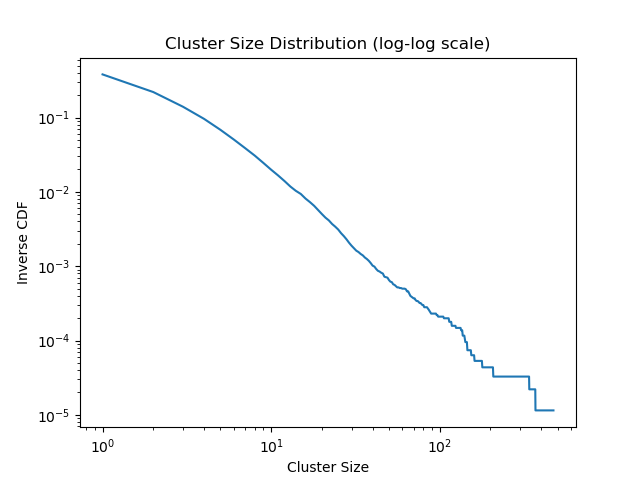 Cluster Size Distribution (log-log scale)
Inverse CDF
10⁻¹
10⁻²
10⁻³
10⁻⁴
10⁻⁵
10⁰ 10¹ 10²
Cluster Size